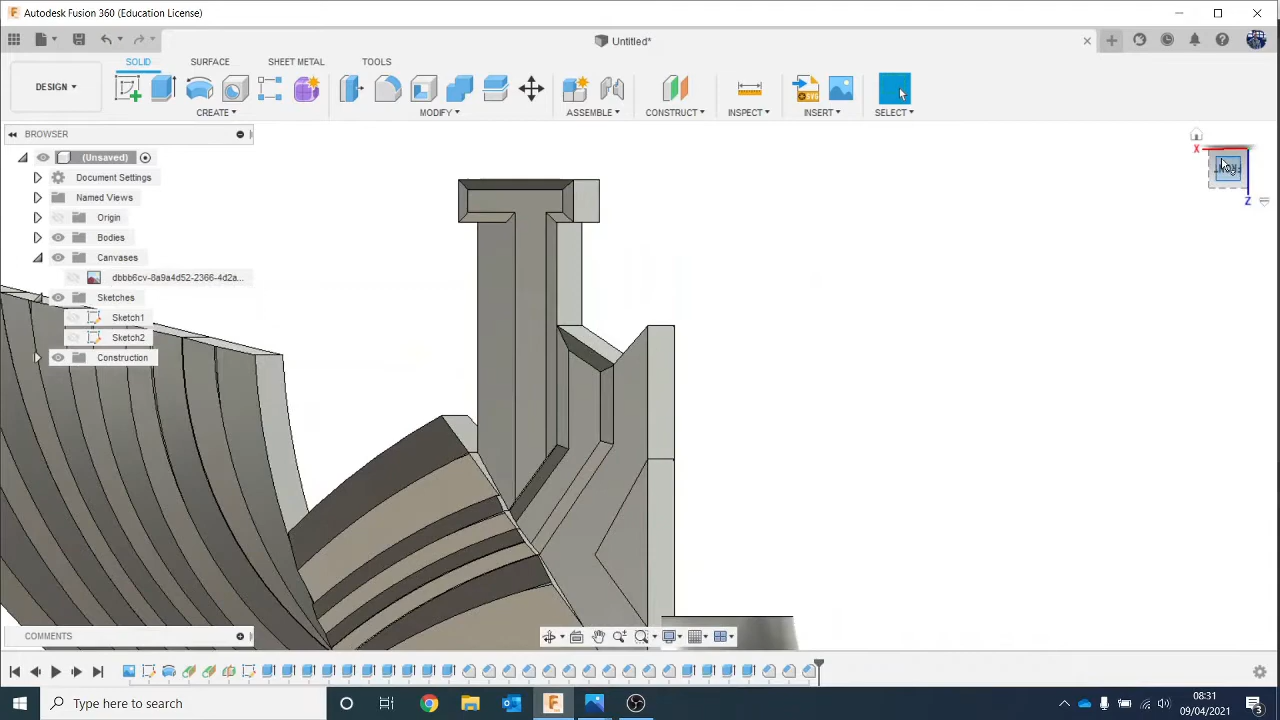 Autodesk Fusion 360 (Education License)
Untitled*
DESIGN
SOLID
SURFACE
SHEET METAL
TOOLS
CREATE
MODIFY
ASSEMBLE
CONSTRUCT
INSPECT
INSERT
SELECT
BROWSER
(Unsaved)
Document Settings
Named Views
Origin
Bodies
Canvases
dbbb6cv-8a9a4d52-2366-4d2a...
Sketches
Sketch1
Sketch2
Construction
X
FRONT
Z
COMMENTS
Type here to search
08:31
09/04/2021
3